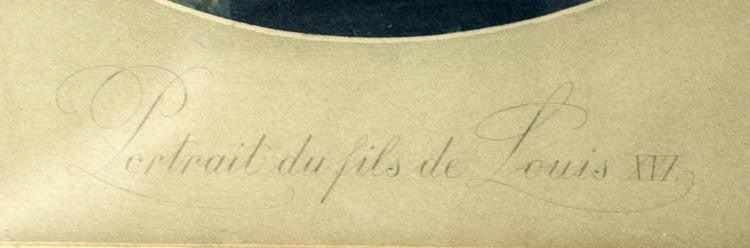 Portrait du fils de Louis XVI.